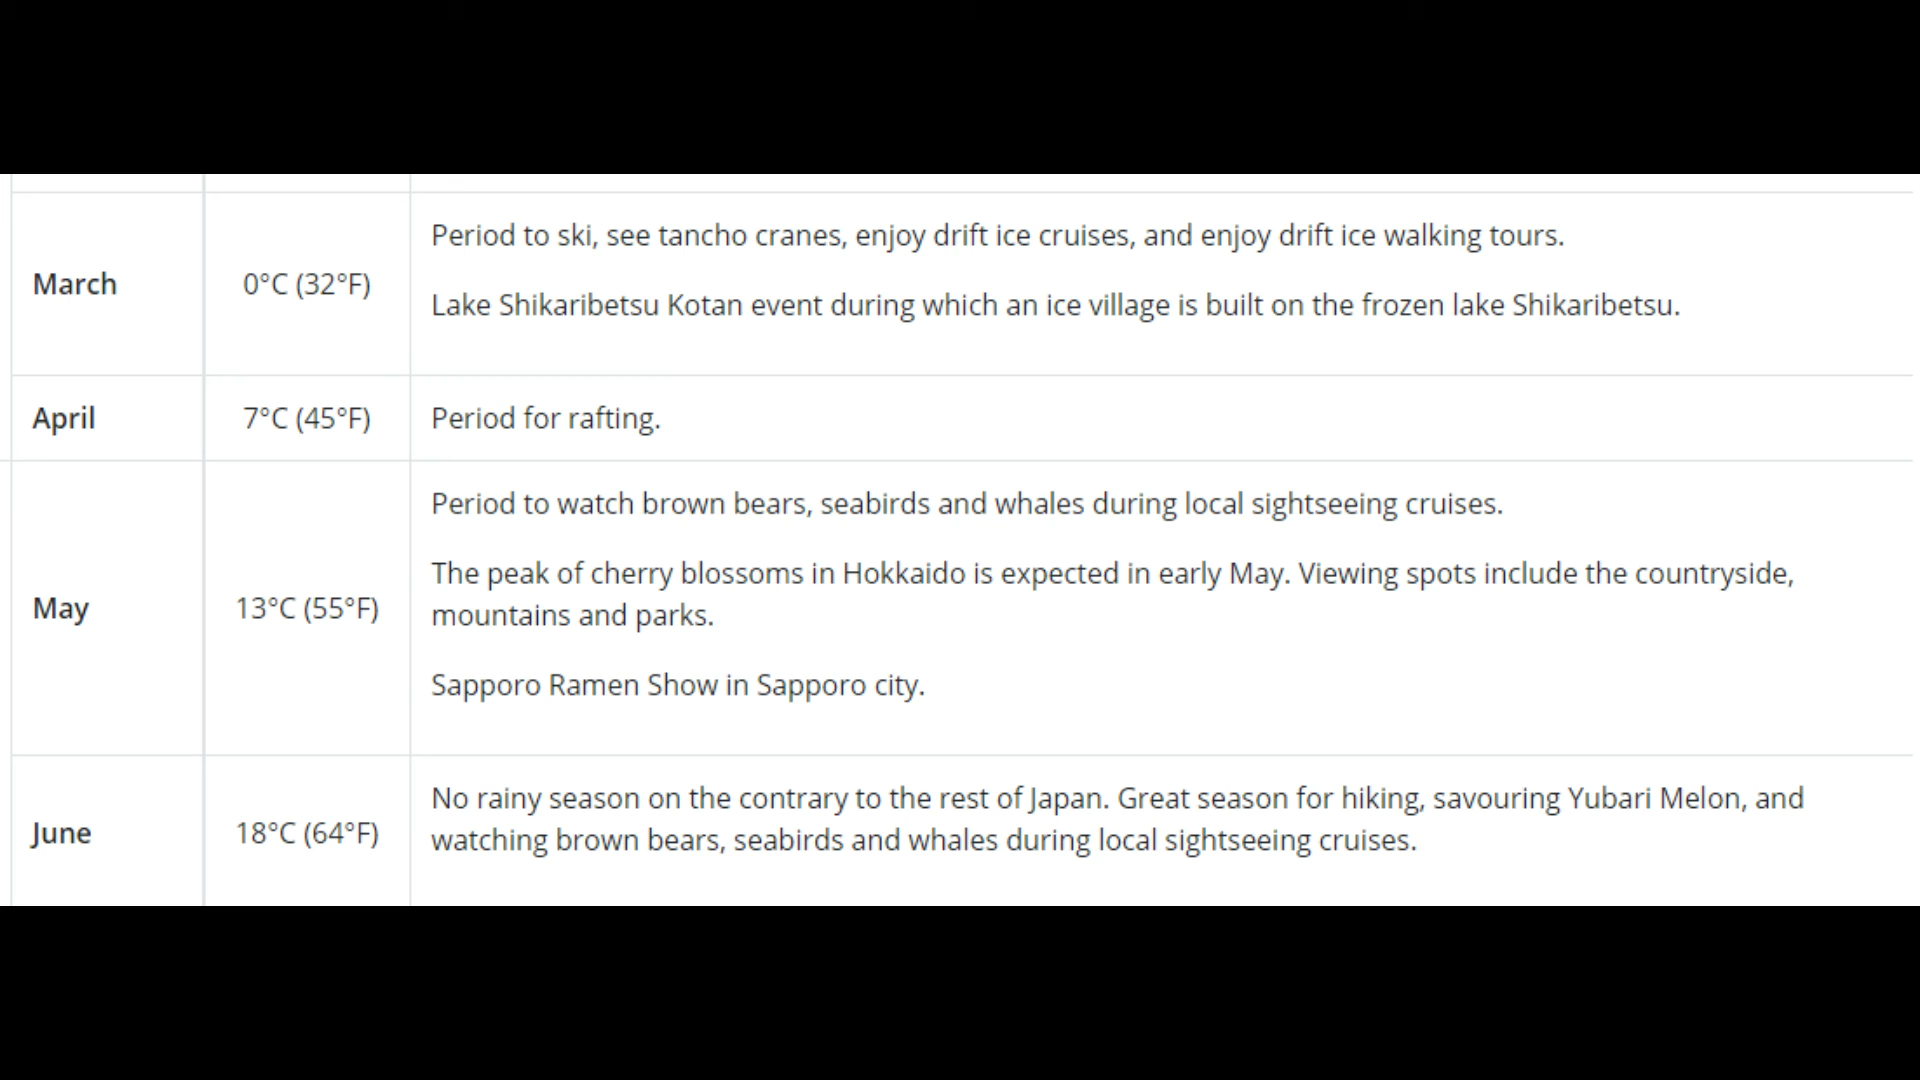 March
0°C (32°F)
Period to ski, see tancho cranes, enjoy drift ice cruises, and enjoy drift ice walking tours.
Lake Shikaribetsu Kotan event during which an ice village is built on the frozen lake Shikaribetsu.
April
7°C (45°F)
Period for rafting.
May
13°C (55°F)
Period to watch brown bears, seabirds and whales during local sightseeing cruises.
The peak of cherry blossoms in Hokkaido is expected in early May. Viewing spots include the countryside,
mountains and parks.
Sapporo Ramen Show in Sapporo city.
June
18°C (64°F)
No rainy season on the contrary to the rest of Japan. Great season for hiking, savouring Yubari Melon, and
watching brown bears, seabirds and whales during local sightseeing cruises.